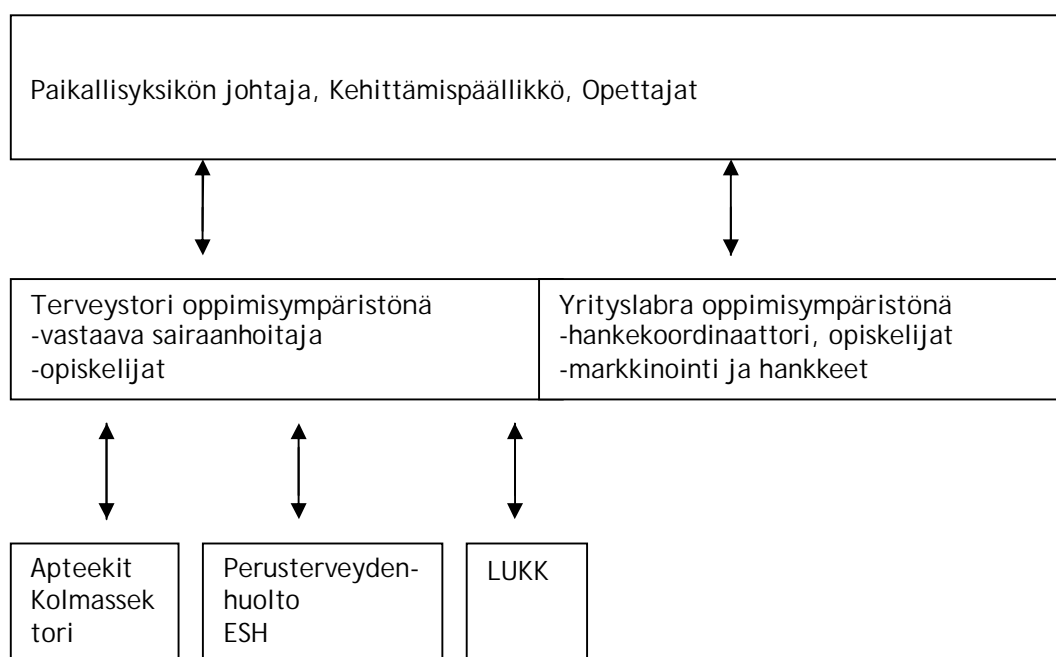 Paikallisyksikön johtaja, Kehittämispäällikkö, Opettajat
Terveystori oppimisympäristönä
-vastaava sairaanhoitaja
-opiskelijat
Yrityslabra oppimisympäristönä
-hankekoordinaattori, opiskelijat
-markkinointi ja hankkeet
Apteekit
Kolmassek
tori
Perusterveyden-
huolto
ESH
LUKK